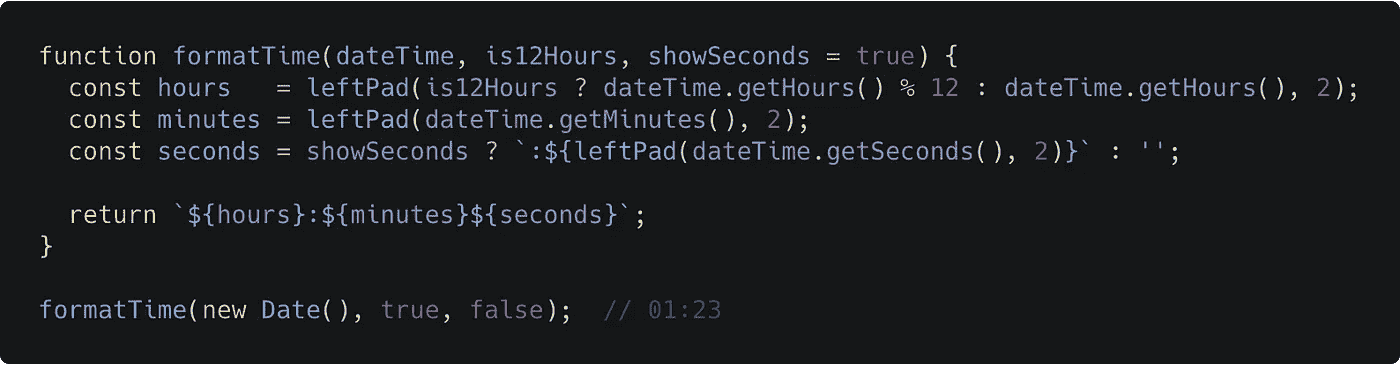 function formatTime(dateTime, is12Hours, showSeconds = true) {
  const hours   = leftPad(is12Hours ? dateTime.getHours() % 12 : dateTime.getHours(), 2);
  const minutes = leftPad(dateTime.getMinutes(), 2);
  const seconds = showSeconds ? `:${leftPad(dateTime.getSeconds(), 2)}` : '';

  return `${hours}:${minutes}${seconds}`;
}

formatTime(new Date(), true, false);  // 01:23